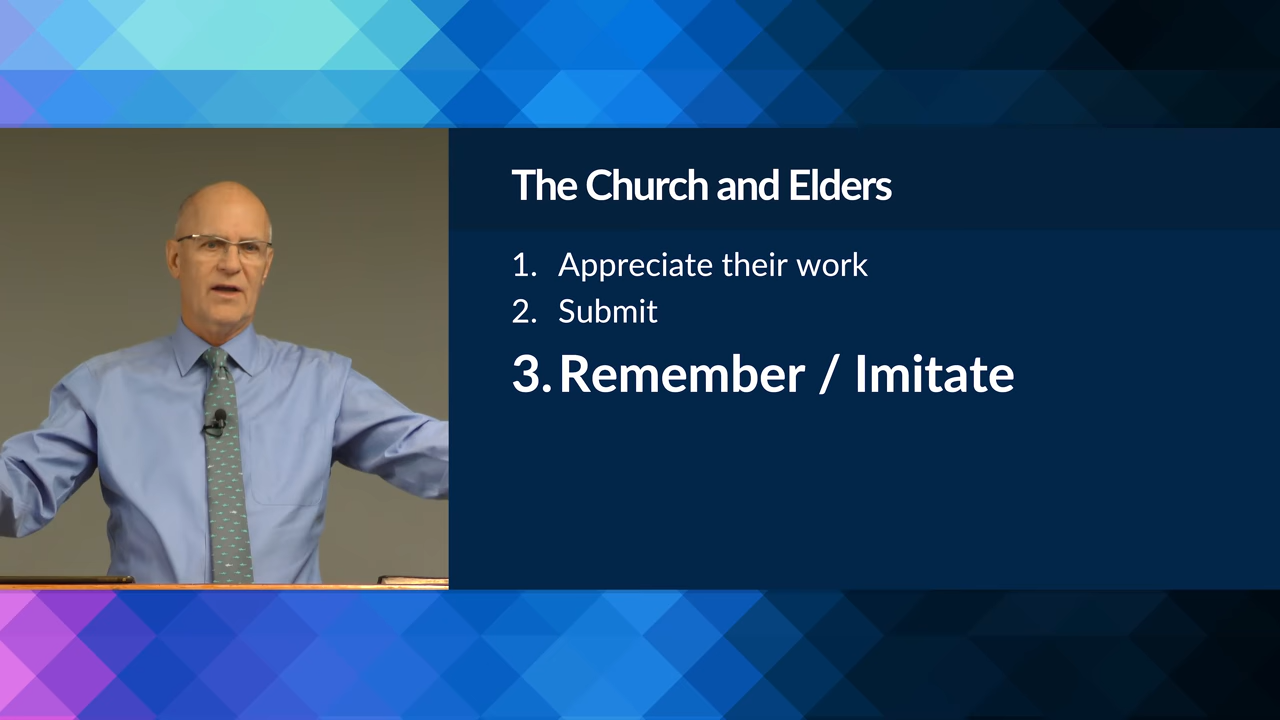 The Church and Elders
1. Appreciate their work
2. Submit
3. Remember / Imitate